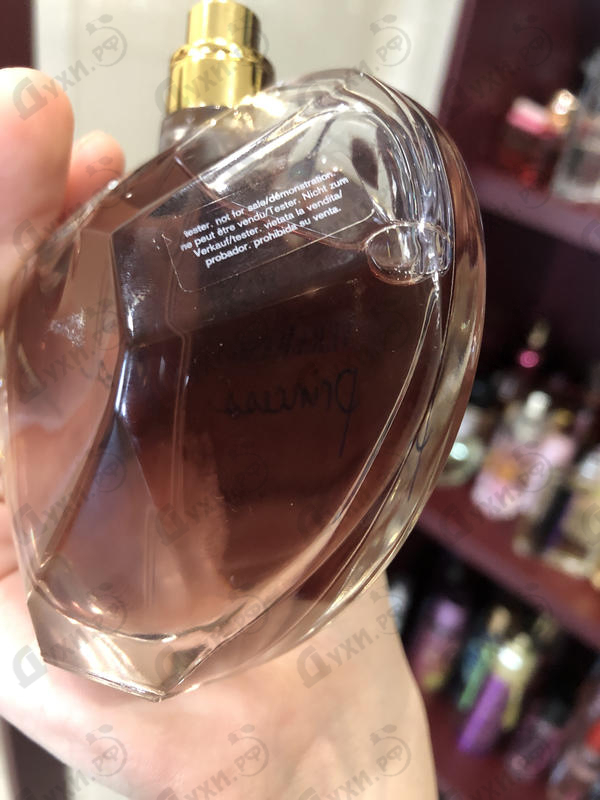 tester. not for sale/démonstration.
ne peut être vendu/Tester. Nicht zum
Verkauf/tester. vietata la vendita/
probador. prohibida su venta.
Princess
Духи.рф